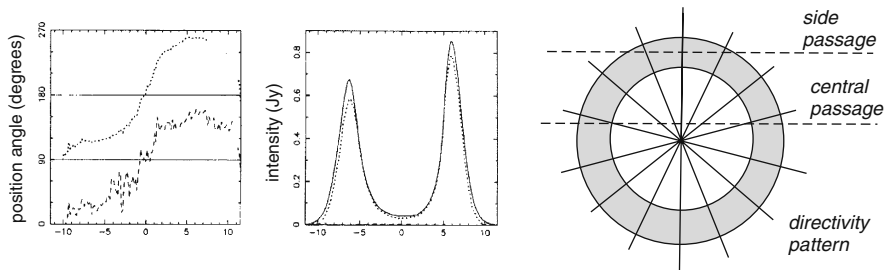 position angle (degrees)
270
180
90
0
-10
-5
0
5
10
intensity (Jy)
0.8
0.6
0.4
0.2
0
-10
-5
0
5
10
side
passage
central
passage
directivity
pattern